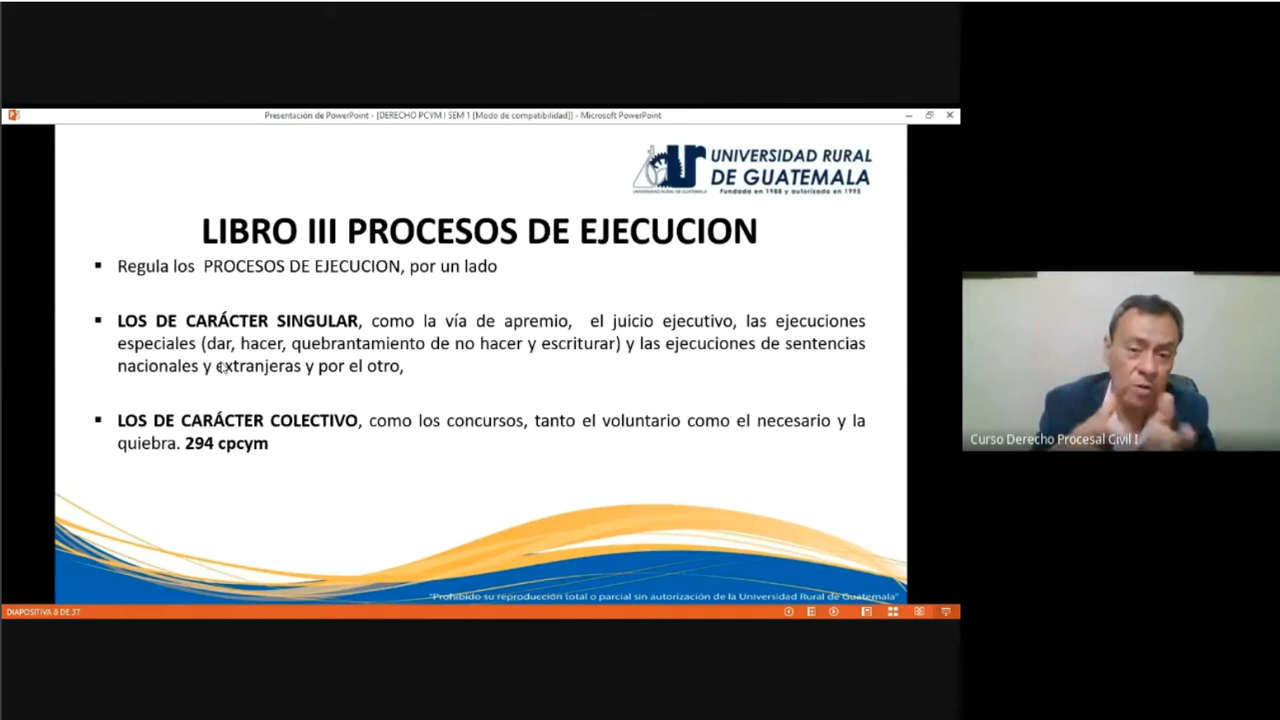 Presentación de PowerPoint - [DERECHO PCYM I SEM 1 [Modo de compatibilidad]] - Microsoft PowerPoint
UNIVERSIDAD RURAL
DE GUATEMALA
Fundada en 1988 y autorizada en 1995
LIBRO III PROCESOS DE EJECUCION
▪ Regula los PROCESOS DE EJECUCION, por un lado
▪ LOS DE CARÁCTER SINGULAR, como la vía de apremio, el juicio ejecutivo, las ejecuciones
especiales (dar, hacer, quebrantamiento de no hacer y escriturar) y las ejecuciones de sentencias
nacionales y extranjeras y por el otro,
▪ LOS DE CARÁCTER COLECTIVO, como los concursos, tanto el voluntario como el necesario y la
quiebra. 294 cpcym
Curso Derecho Procesal Civil I
"Prohibido su reproducción total o parcial sin autorización de la Universidad Rural de Guatemala"
DIAPOSITIVA 8 DE 37